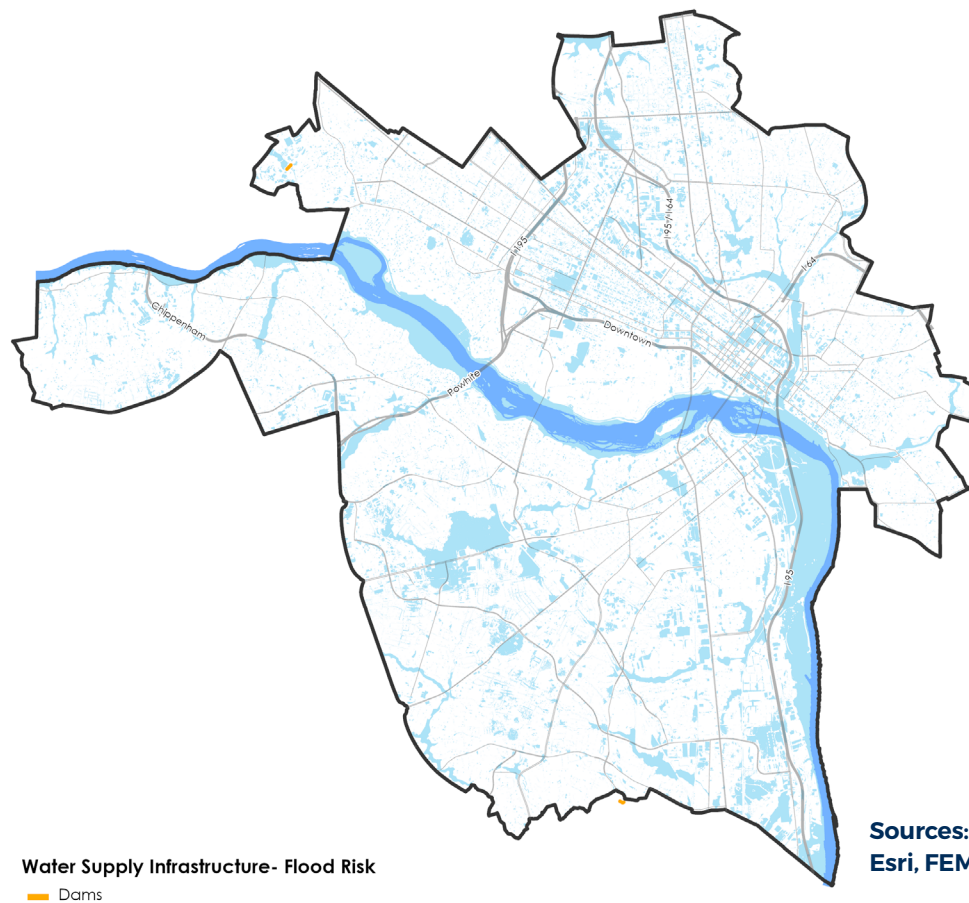 I-95 / I-64
I-95
I-64
Chippenham
Downtown
Powhite
I-95
Sources:
Esri, FEM
Water Supply Infrastructure- Flood Risk
Dams